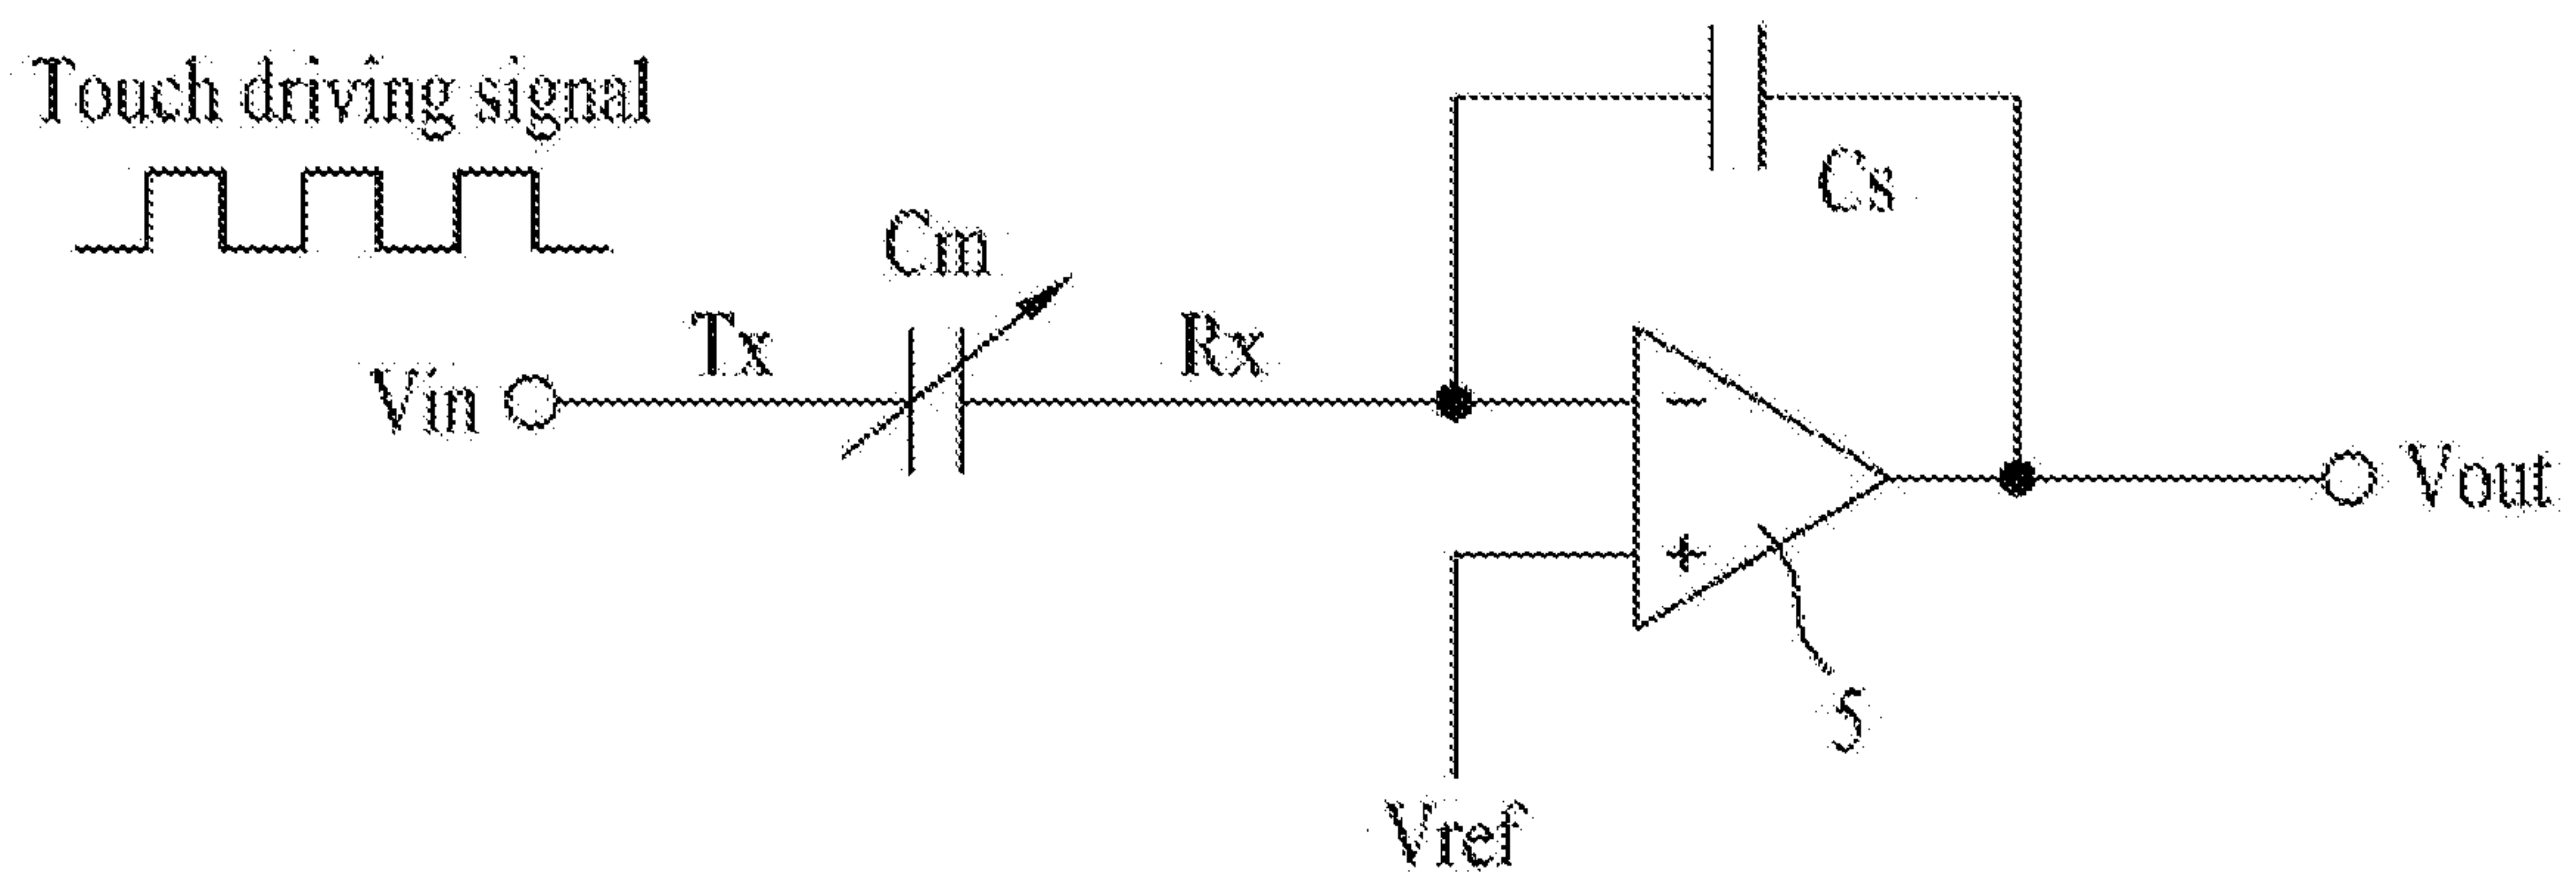 Touch driving signal
Cs
Cm
Tx
Rx
Vin
−
+
Vout
5
Vref